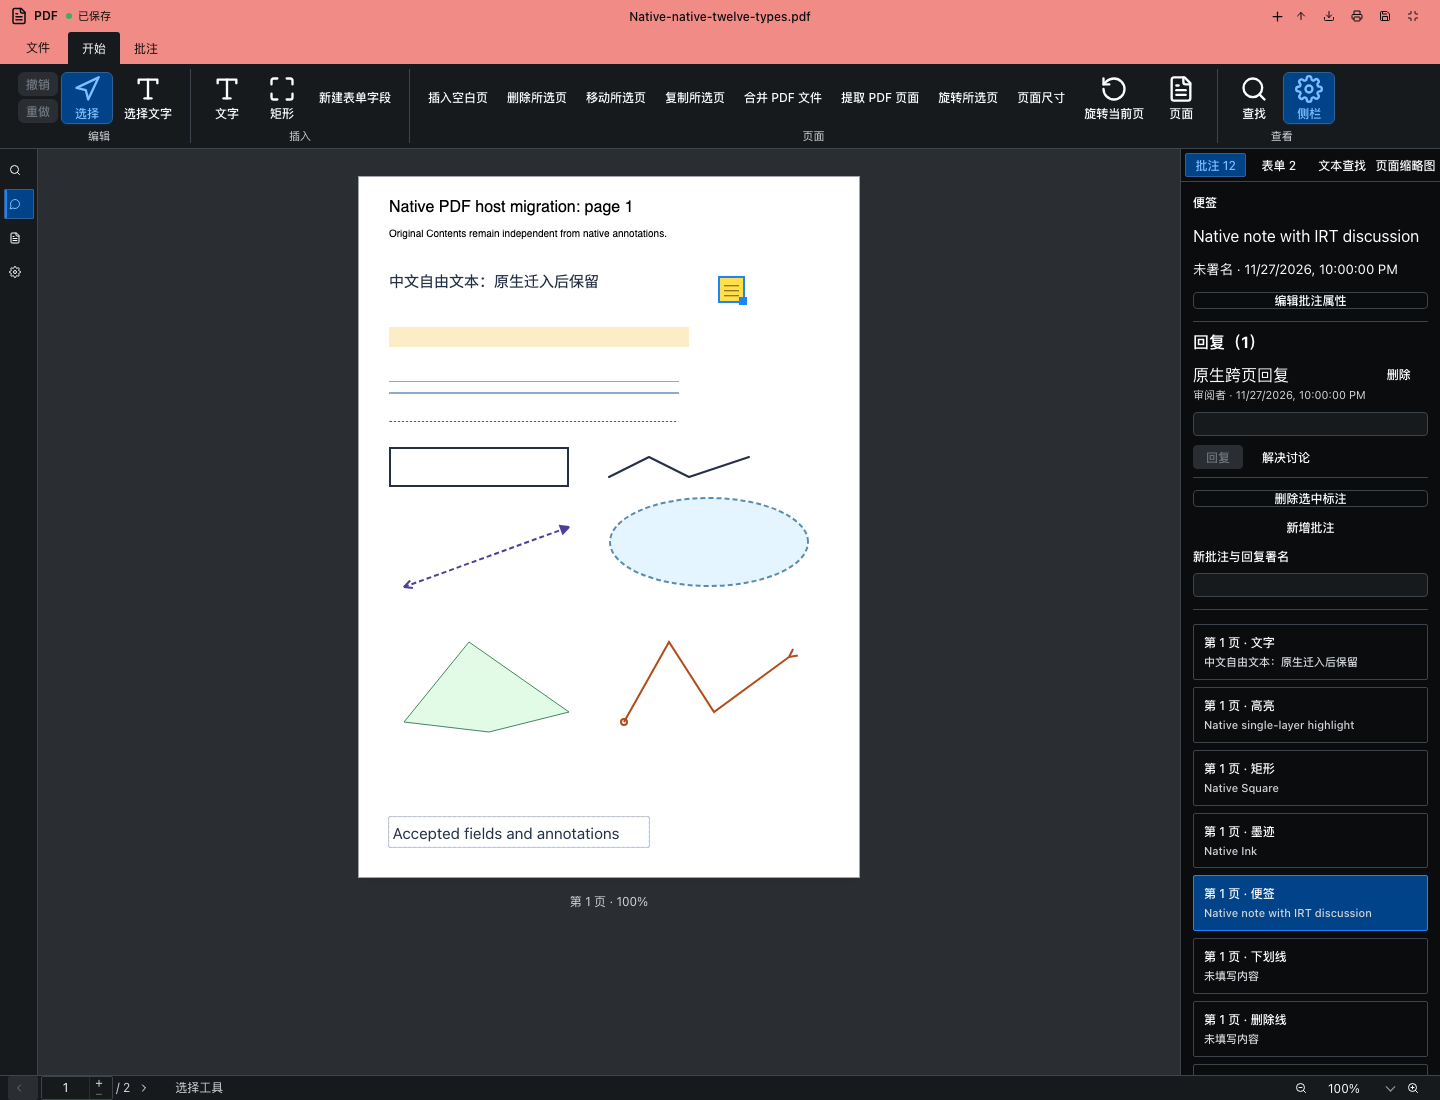 PDF 已保存
Native-native-twelve-types.pdf
文件 开始 批注
撤销
重做
选择
选择文字
编辑
文字
矩形
新建表单字段
插入
插入空白页
删除所选页
移动所选页
复制所选页
合并 PDF 文件
提取 PDF 页面
旋转所选页
页面尺寸
旋转当前页
页面
页面
查找
侧栏
查看
Native PDF host migration: page 1
Original Contents remain independent from native annotations.
中文自由文本：原生迁入后保留
Accepted fields and annotations
第 1 页 · 100%
批注 12 表单 2 文本查找 页面缩略图
便签
Native note with IRT discussion
未署名 · 11/27/2026, 10:00:00 PM
编辑批注属性
回复（1）
原生跨页回复 删除
审阅者 · 11/27/2026, 10:00:00 PM
回复 解决讨论
删除选中标注
新增批注
新批注与回复署名
第 1 页 · 文字
中文自由文本：原生迁入后保留
第 1 页 · 高亮
Native single-layer highlight
第 1 页 · 矩形
Native Square
第 1 页 · 墨迹
Native Ink
第 1 页 · 便签
Native note with IRT discussion
第 1 页 · 下划线
未填写内容
第 1 页 · 删除线
未填写内容
1 / 2 选择工具 100%